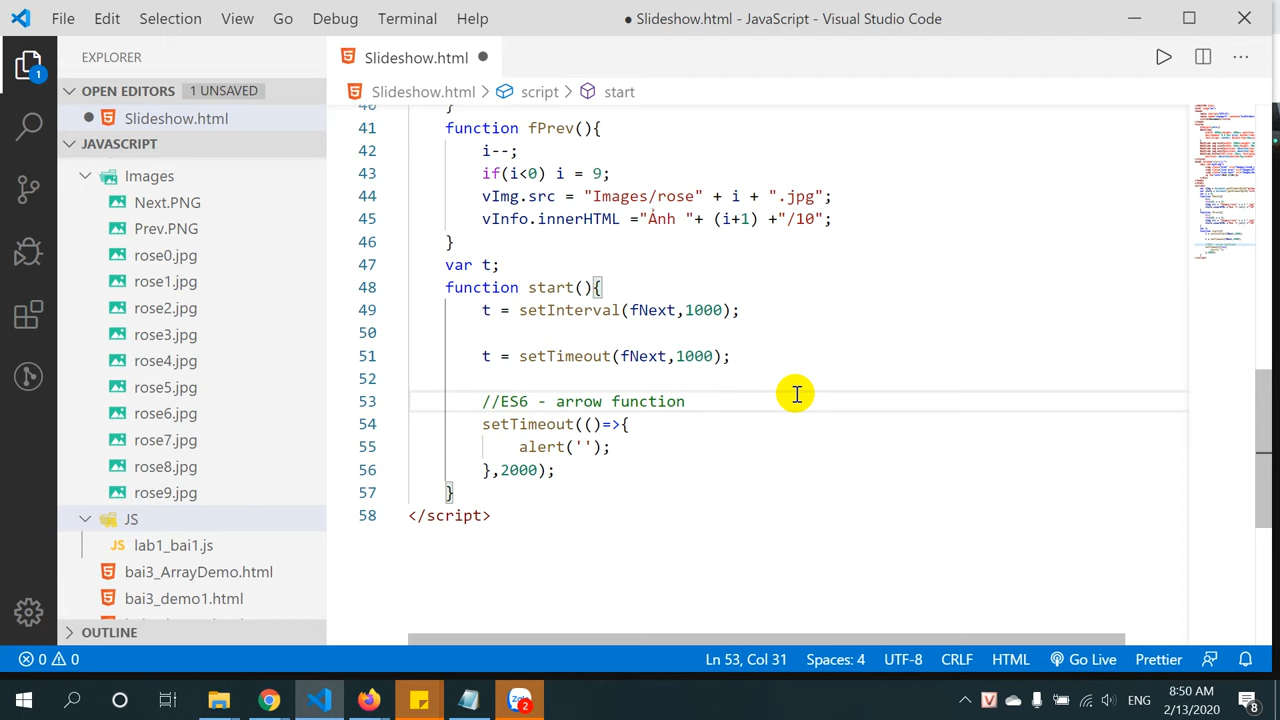 File Edit Selection View Go Debug Terminal Help
● Slideshow.html - JavaScript - Visual Studio Code
EXPLORER
OPEN EDITORS 1 UNSAVED
Slideshow.html
JAVASCRIPT
Images
Next.PNG
Prev.PNG
rose0.jpg
rose1.jpg
rose2.jpg
rose3.jpg
rose4.jpg
rose5.jpg
rose6.jpg
rose7.jpg
rose8.jpg
rose9.jpg
JS
lab1_bai1.js
bai3_ArrayDemo.html
bai3_demo1.html
OUTLINE
1
Slideshow.html
Slideshow.html > script > start
40 }
41 function fPrev(){
42 i--;
43 if(i<0) i = 9;
44 vImg.src = "Images/rose" + i + ".jpg";
45 vInfo.innerHTML ="Ảnh "+ (i+1) +"/10";
46 }
47 var t;
48 function start(){
49 t = setInterval(fNext,1000);
50
51 t = setTimeout(fNext,1000);
52
53 //ES6 - arrow function
54 setTimeout(()=>{
55 alert('');
56 },2000);
57 }
58 </script>
0 0
Ln 53, Col 31 Spaces: 4 UTF-8 CRLF HTML Go Live Prettier
Zalo
2
ENG
8:50 AM
2/13/2020
8